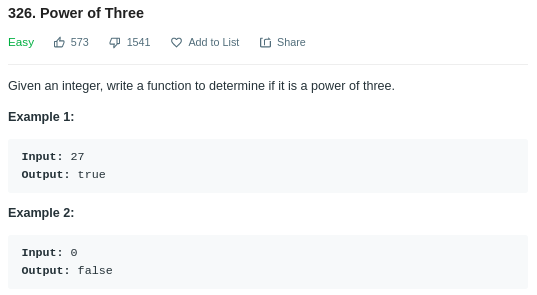 326. Power of Three
Easy 573 1541 Add to List Share
Given an integer, write a function to determine if it is a power of three.
Example 1:
Input: 27
Output: true
Example 2:
Input: 0
Output: false